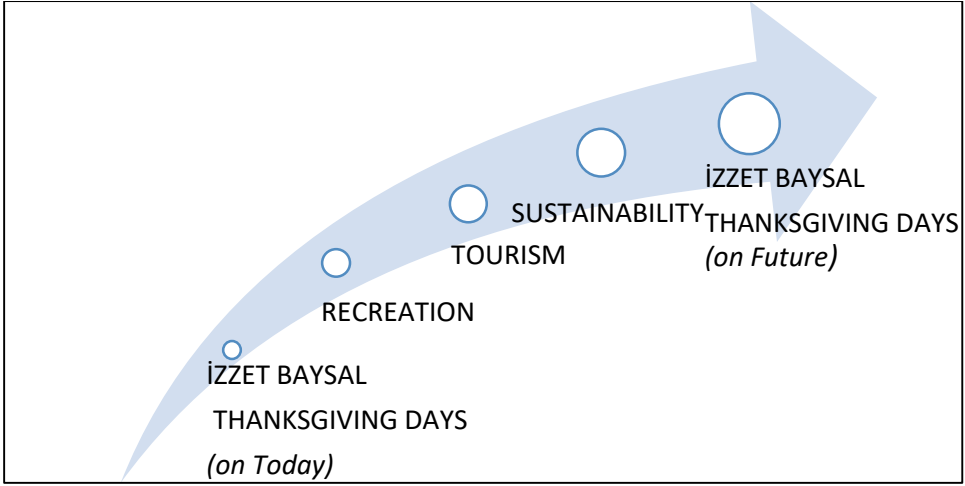 İZZET BAYSAL
THANKSGIVING DAYS
(on Today)
RECREATION
TOURISM
SUSTAINABILITY
İZZET BAYSAL
THANKSGIVING DAYS
(on Future)